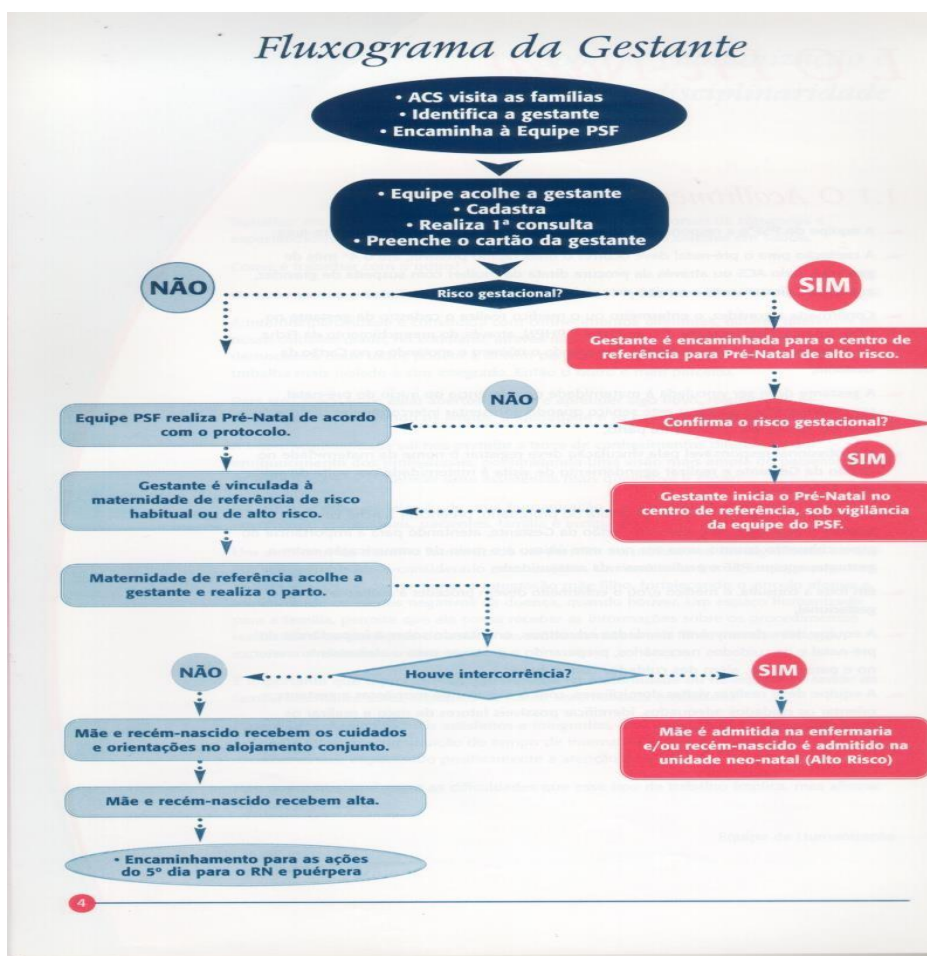 Fluxograma da Gestante
• ACS visita as famílias
• Identifica a gestante
• Encaminha à Equipe PSF
• Equipe acolhe a gestante
• Cadastra
• Realiza 1ª consulta
• Preenche o cartão da gestante
NÃO
Risco gestacional?
SIM
Gestante é encaminhada para o centro de
referência para Pré-Natal de alto risco.
NÃO
Equipe PSF realiza Pré-Natal de acordo
com o protocolo.
Confirma o risco gestacional?
SIM
Gestante é vinculada à
maternidade de referência de risco
habitual ou de alto risco.
Gestante inicia o Pré-Natal no
centro de referência, sob vigilância
da equipe do PSF.
Maternidade de referência acolhe a
gestante e realiza o parto.
NÃO
Houve intercorrência?
SIM
Mãe e recém-nascido recebem os cuidados
e orientações no alojamento conjunto.
Mãe é admitida na enfermaria
e/ou recém-nascido é admitido na
unidade neo-natal (Alto Risco)
Mãe e recém-nascido recebem alta.
• Encaminhamento para as ações
do 5º dia para o RN e puérpera
4